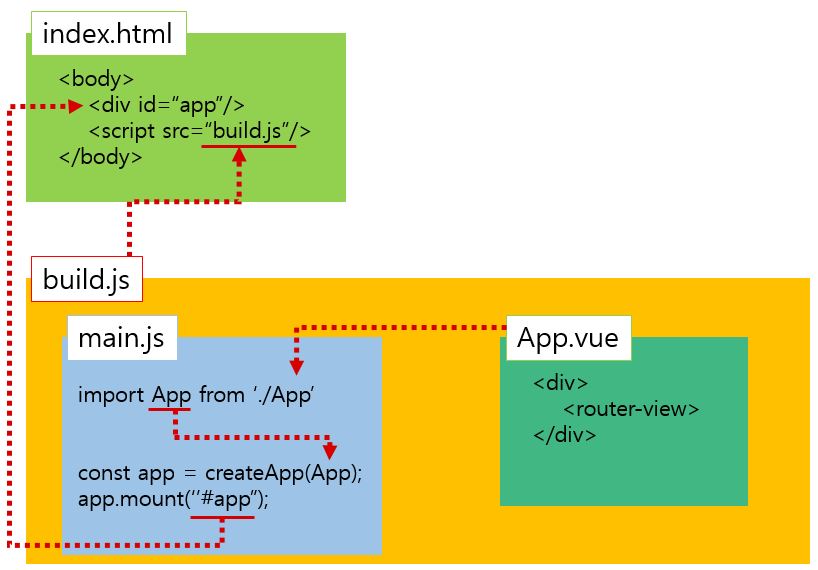 index.html
<body>
<div id=“app”/>
<script src=“build.js”/>
</body>
build.js
main.js
import App from ‘./App’
const app = createApp(App);
app.mount(‘’#app”);
App.vue
<div>
<router-view>
</div>